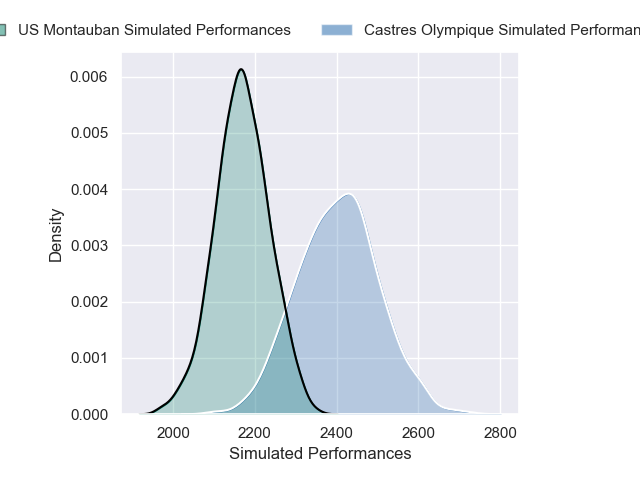 US Montauban Simulated Performances
Castres Olympique Simulated
0.006
0.005
0.004
0.003
0.002
0.001
0.000
Density
2000 2200 2400 2600 2800
Simulated Performances